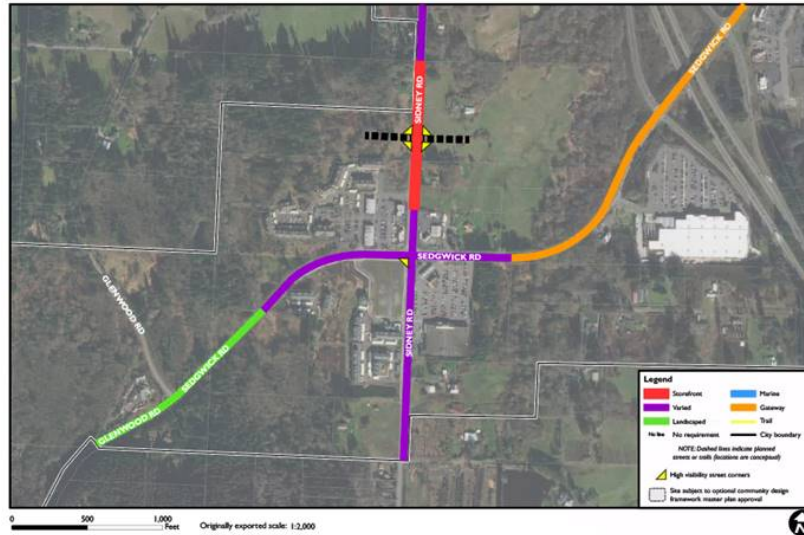 SEDGWICK RD
SIDNEY RD
SEDGWICK RD
GLENWOOD RD
SIDNEY RD
SEDGWICK RD
GLENWOOD RD
Legend
Storefront
Marine
Varied
Gateway
Landscaped
Trail
No line
No requirement
City boundary
NOTE: Dashed lines indicate planned
streets or trails (locations are conceptual)
High visibility street corners
Site subject to optional community design
framework master plan approval
0 500 1,000
Feet
Originally exported scale: 1:2,000
N